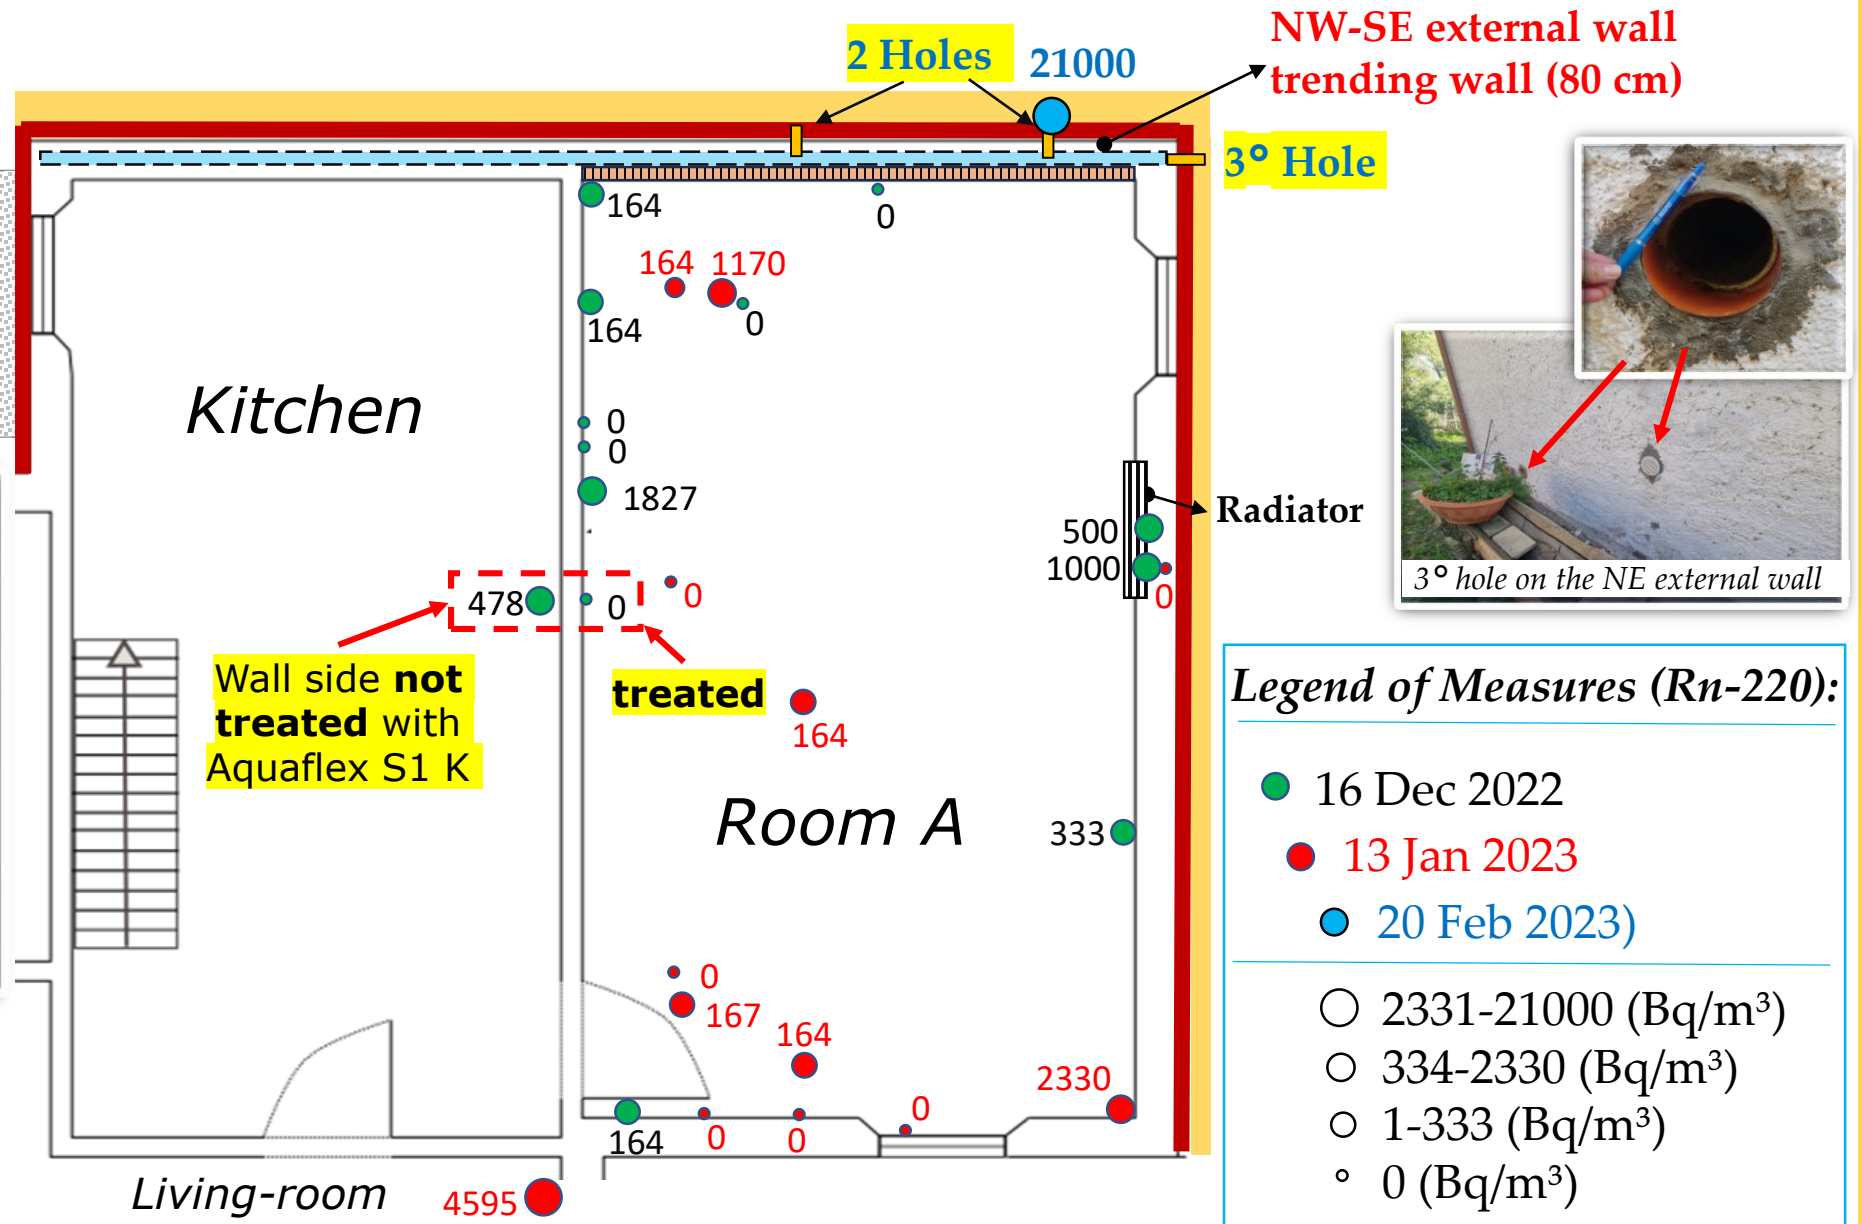 NW-SE external wall
trending wall (80 cm)
2 Holes
21000
3° Hole
164
0
164
1170
0
164
Kitchen
0
0
1827
Radiator
500
1000
0
3° hole on the NE external wall
478
0
0
Wall side not
treated with
Aquaflex S1 K
treated
164
Room A
333
0
167
164
2330
164
0
0
0
Living-room
4595
Legend of Measures (Rn-220):
16 Dec 2022
13 Jan 2023
20 Feb 2023)
2331-21000 (Bq/m³)
334-2330 (Bq/m³)
1-333 (Bq/m³)
0 (Bq/m³)